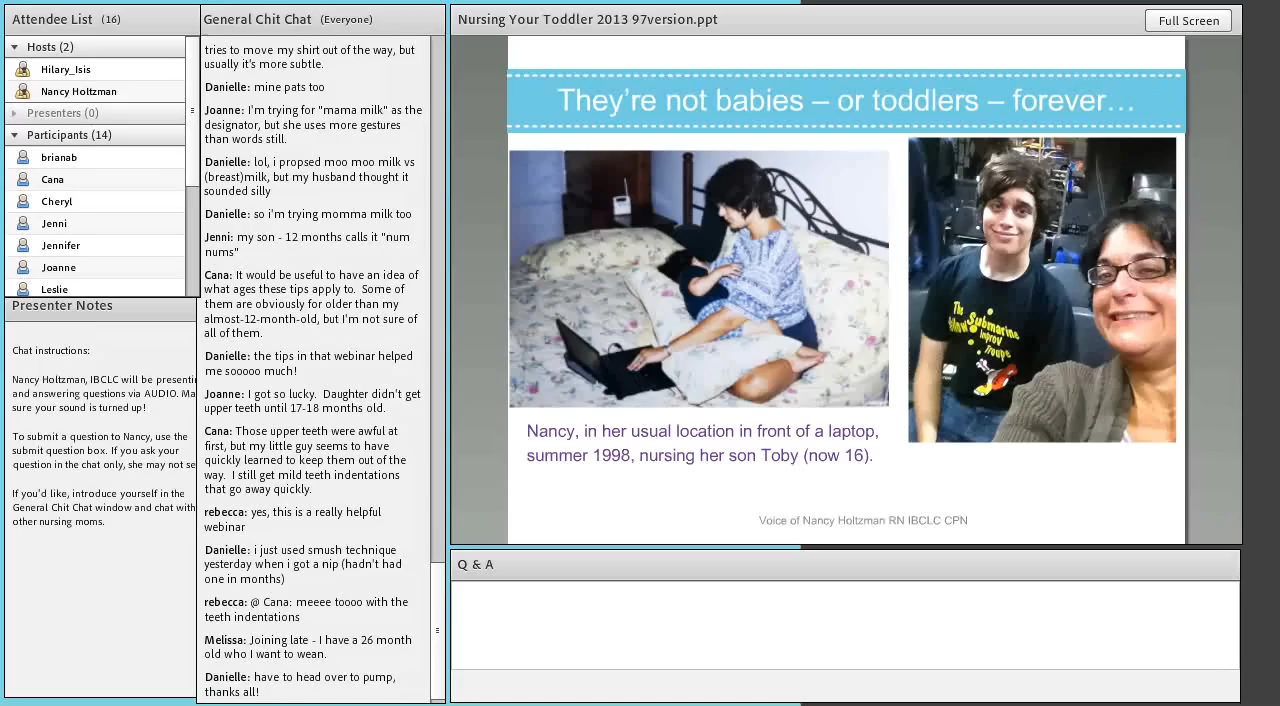 Attendee List (16)
Hosts (2)
Hilary_Isis
Nancy Holtzman
Presenters (0)
Participants (14)
brianab
Cana
Cheryl
Jenni
Jennifer
Joanne
Leslie
Presenter Notes
Chat instructions:
Nancy Holtzman, IBCLC will be presentin
and answering questions via AUDIO. Ma
sure your sound is turned up!
To submit a question to Nancy, use the
submit question box. If you ask your
question in the chat only, she may not se
If you'd like, introduce yourself in the
General Chit Chat window and chat with
other nursing moms.
General Chit Chat (Everyone)
tries to move my shirt out of the way, but
usually it's more subtle.
Danielle: mine pats too
Joanne: I'm trying for "mama milk" as the
designator, but she uses more gestures
than words still.
Danielle: lol, i propsed moo moo milk vs
(breast)milk, but my husband thought it
sounded silly
Danielle: so i'm trying momma milk too
Jenni: my son - 12 months calls it "num
nums"
Cana: It would be useful to have an idea of
what ages these tips apply to. Some of
them are obviously for older than my
almost-12-month-old, but I'm not sure of
all of them.
Danielle: the tips in that webinar helped
me sooooo much!
Joanne: I got so lucky. Daughter didn't get
upper teeth until 17-18 months old.
Cana: Those upper teeth were awful at
first, but my little guy seems to have
quickly learned to keep them out of the
way. I still get mild teeth indentations
that go away quickly.
rebecca: yes, this is a really helpful
webinar
Danielle: i just used smush technique
yesterday when i got a nip (hadn't had
one in months)
rebecca: @ Cana: meeee toooo with the
teeth indentations
Melissa: Joining late - I have a 26 month
old who I want to wean.
Danielle: have to head over to pump,
thanks all!
Nursing Your Toddler 2013 97version.ppt
Full Screen
They're not babies – or toddlers – forever…
The
Submarine
Improv
Troupe
Nancy, in her usual location in front of a laptop,
summer 1998, nursing her son Toby (now 16).
Voice of Nancy Holtzman RN IBCLC CPN
Q & A